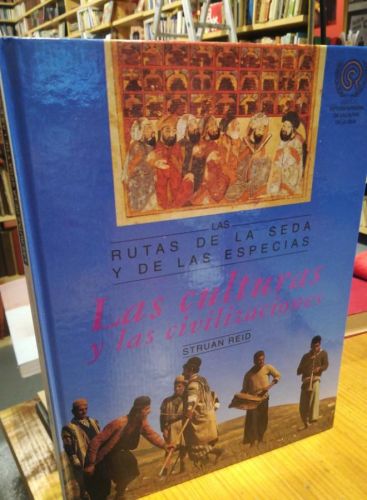 LAS
RUTAS DE LA SEDA
Y DE LAS ESPECIAS
Las culturas
y las civilizaciones
STRUAN REID